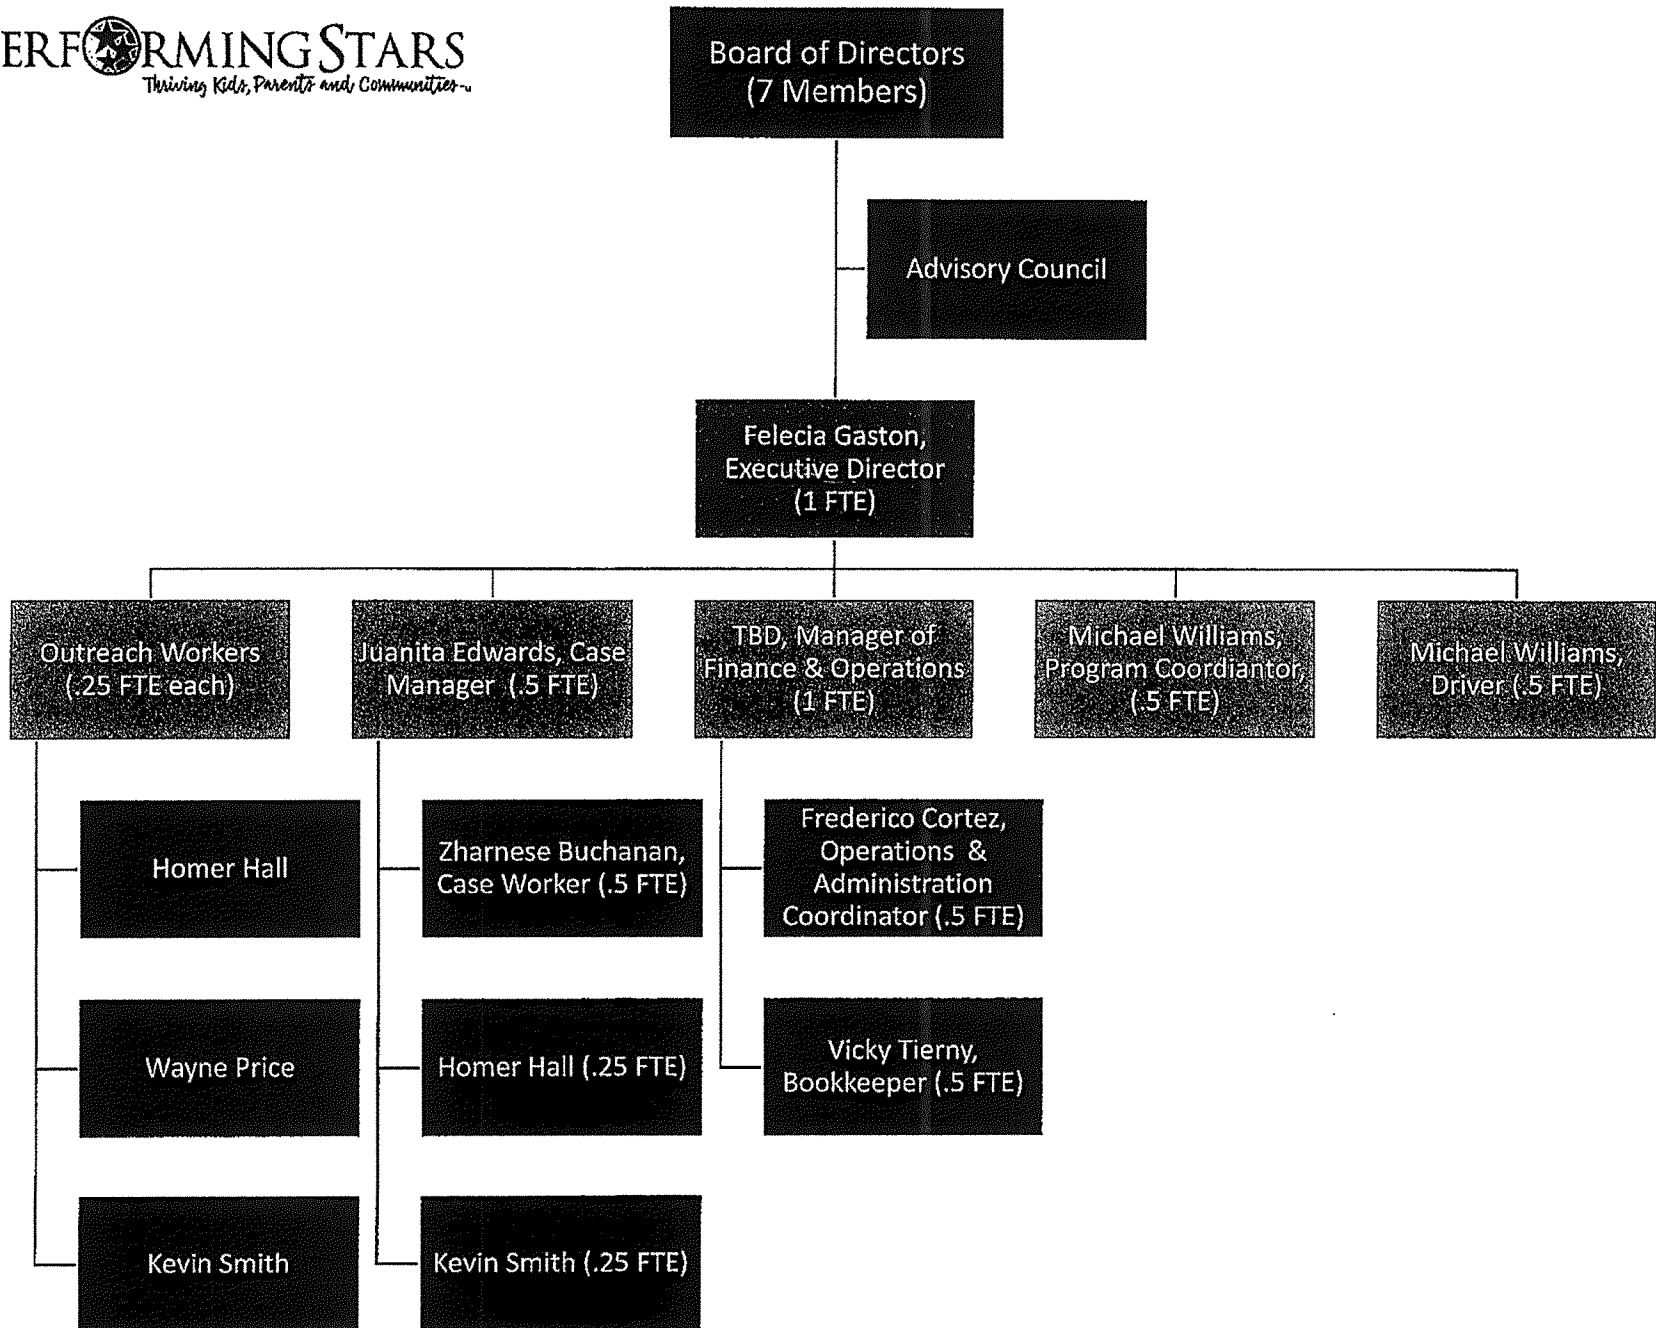 ERFORMINGSTARS
Thriving Kids, Parents and Communities
Board of Directors
(7 Members)
Advisory Council
Felecia Gaston,
Executive Director
(1 FTE)
Outreach Workers
(.25 FTE each)
Juanita Edwards, Case
Manager (.5 FTE)
TBD, Manager of
Finance & Operations
(1 FTE)
Michael Williams,
Program Coordiantor,
(.5 FTE)
Michael Williams,
Driver (.5 FTE)
Homer Hall
Wayne Price
Kevin Smith
Zharnese Buchanan,
Case Worker (.5 FTE)
Homer Hall (.25 FTE)
Kevin Smith (.25 FTE)
Frederico Cortez,
Operations &
Administration
Coordinator (.5 FTE)
Vicky Tierny,
Bookkeeper (.5 FTE)